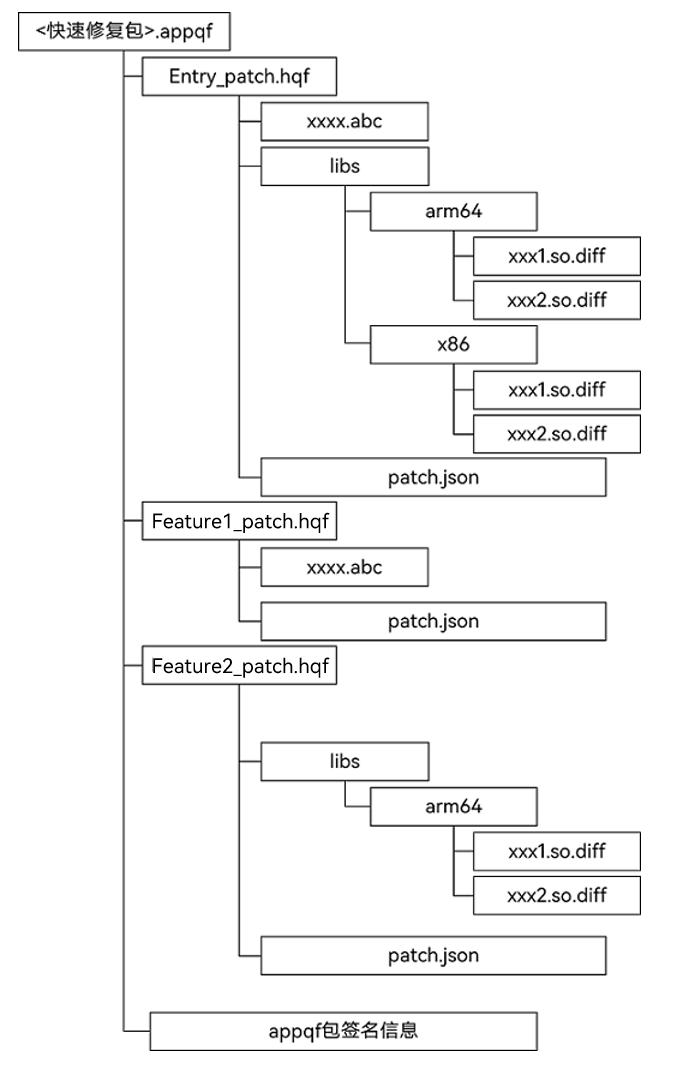 <快速修复包>.appqf
Entry_patch.hqf
xxxx.abc
libs
arm64
xxx1.so.diff
xxx2.so.diff
x86
xxx1.so.diff
xxx2.so.diff
patch.json
Feature1_patch.hqf
xxxx.abc
patch.json
Feature2_patch.hqf
libs
arm64
xxx1.so.diff
xxx2.so.diff
patch.json
appqf包签名信息